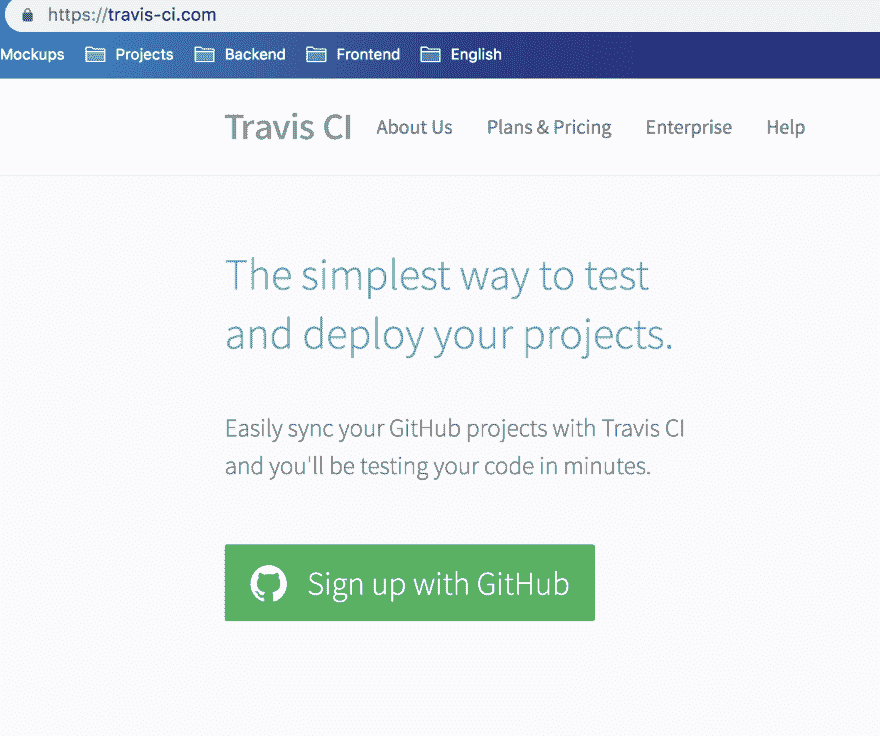 https://travis-ci.com
Mockups Projects Backend Frontend English
Travis CI About Us Plans & Pricing Enterprise Help
The simplest way to test
and deploy your projects.
Easily sync your GitHub projects with Travis CI
and you'll be testing your code in minutes.
Sign up with GitHub